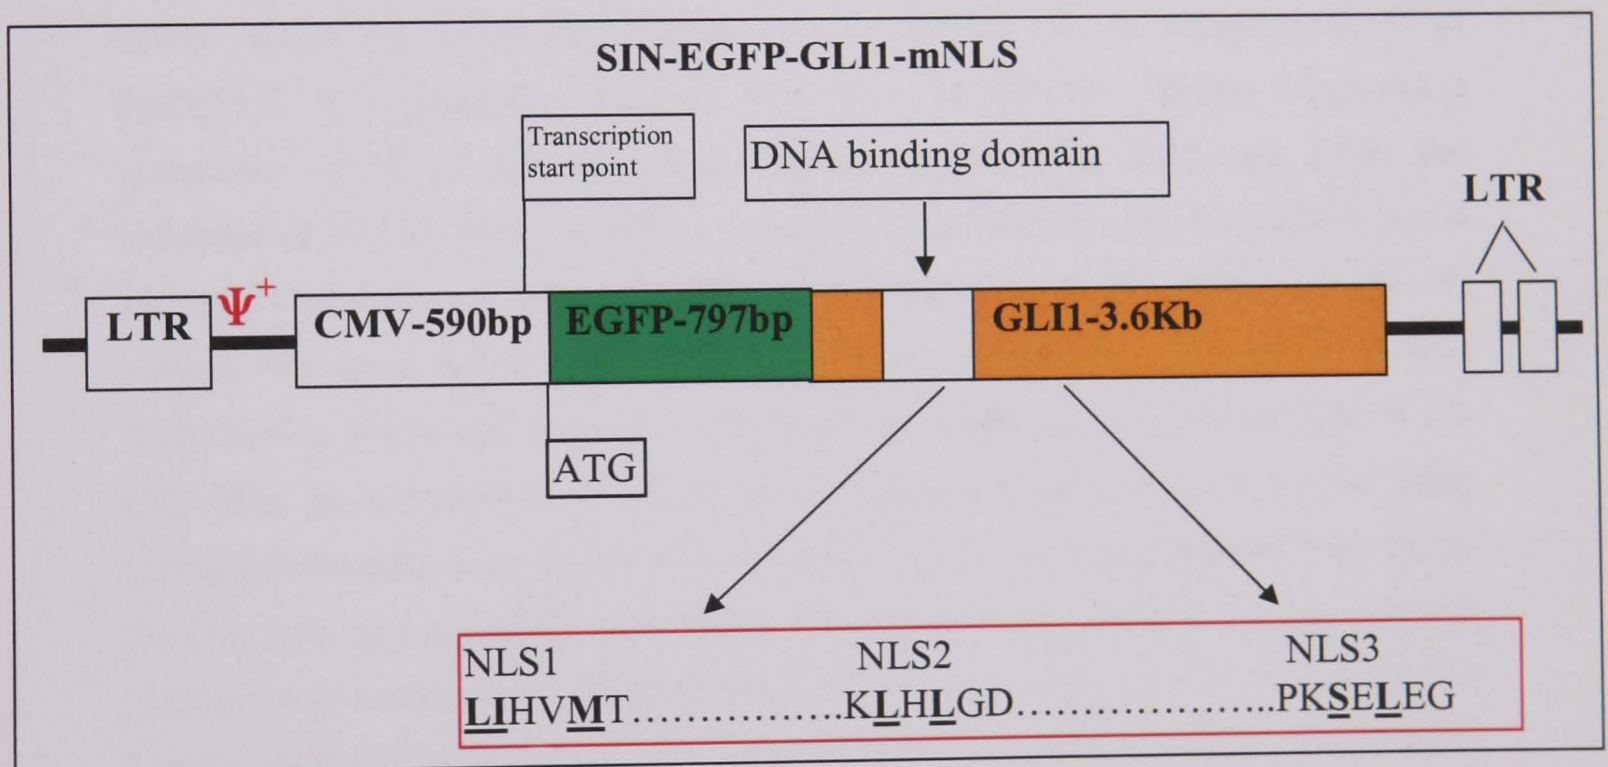 SIN-EGFP-GLI1-mNLS
Transcription
start point
DNA binding domain
LTR
LTR
Ψ+
CMV-590bp
EGFP-797bp
GLI1-3.6Kb
ATG
NLS1
NLS2
NLS3
LIHVMT..............KLHLGD......................PKSELEG